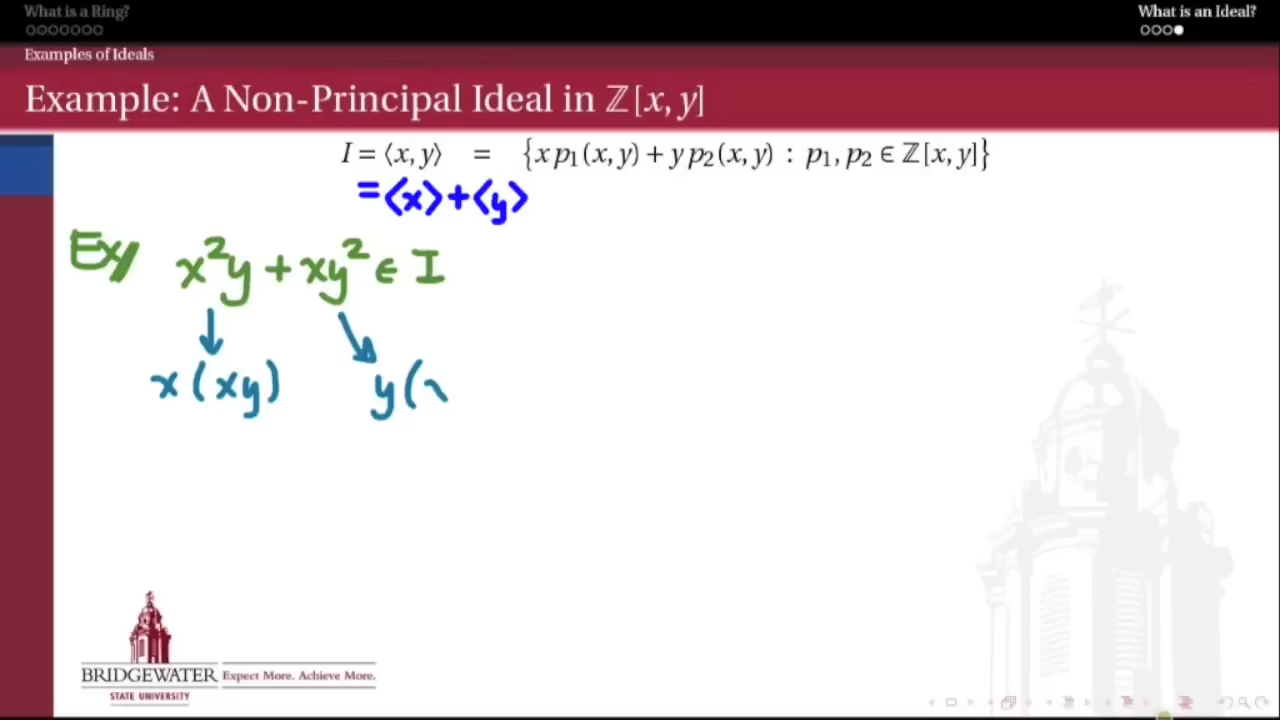 What is a Ring?
What is an Ideal?
Examples of Ideals
Example: A Non-Principal Ideal in ℤ[x, y]
I = ⟨x, y⟩ = {x p₁(x, y) + y p₂(x, y) : p₁, p₂ ∈ ℤ[x, y]}
= ⟨x⟩ + ⟨y⟩
Ex/ x²y + xy² ∈ I
x(xy) y(
BRIDGEWATER Expect More. Achieve More.
STATE UNIVERSITY